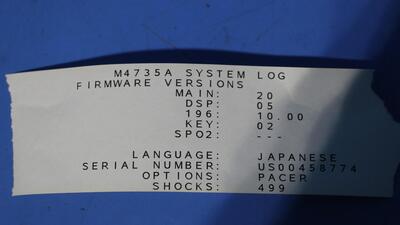 M4735A SYSTEM LOG
FIRMWARE VERSIONS
MAIN: 20
DSP: 05
196: 10.00
KEY: 02
SPO2: ---
LANGUAGE: JAPANESE
SERIAL NUMBER: US00458774
OPTIONS: PACER
SHOCKS: 499